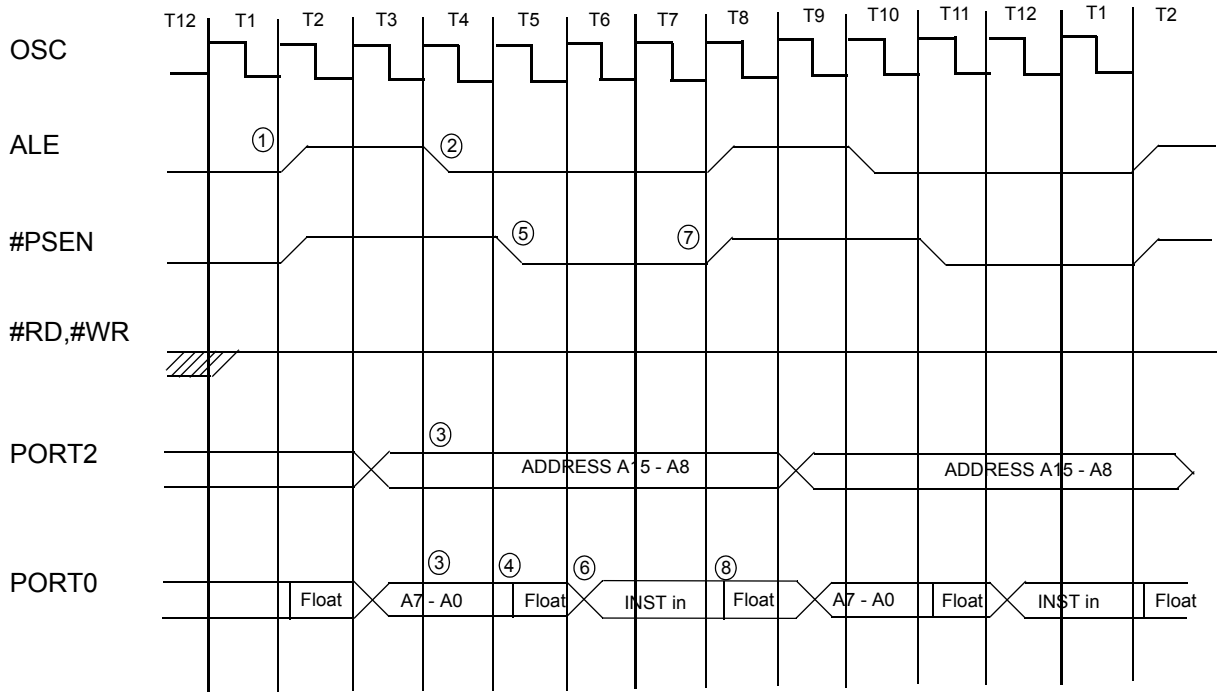 T12 T1 T2 T3 T4 T5 T6 T7 T8 T9 T10 T11 T12 T1 T2
OSC
ALE ① ②
#PSEN ⑤ ⑦
#RD,#WR
PORT2 ③ ADDRESS A15 - A8 ADDRESS A15 - A8
③ ④ ⑥ ⑧
PORT0 Float A7 - A0 Float INST in Float A7 - A0 Float INST in Float